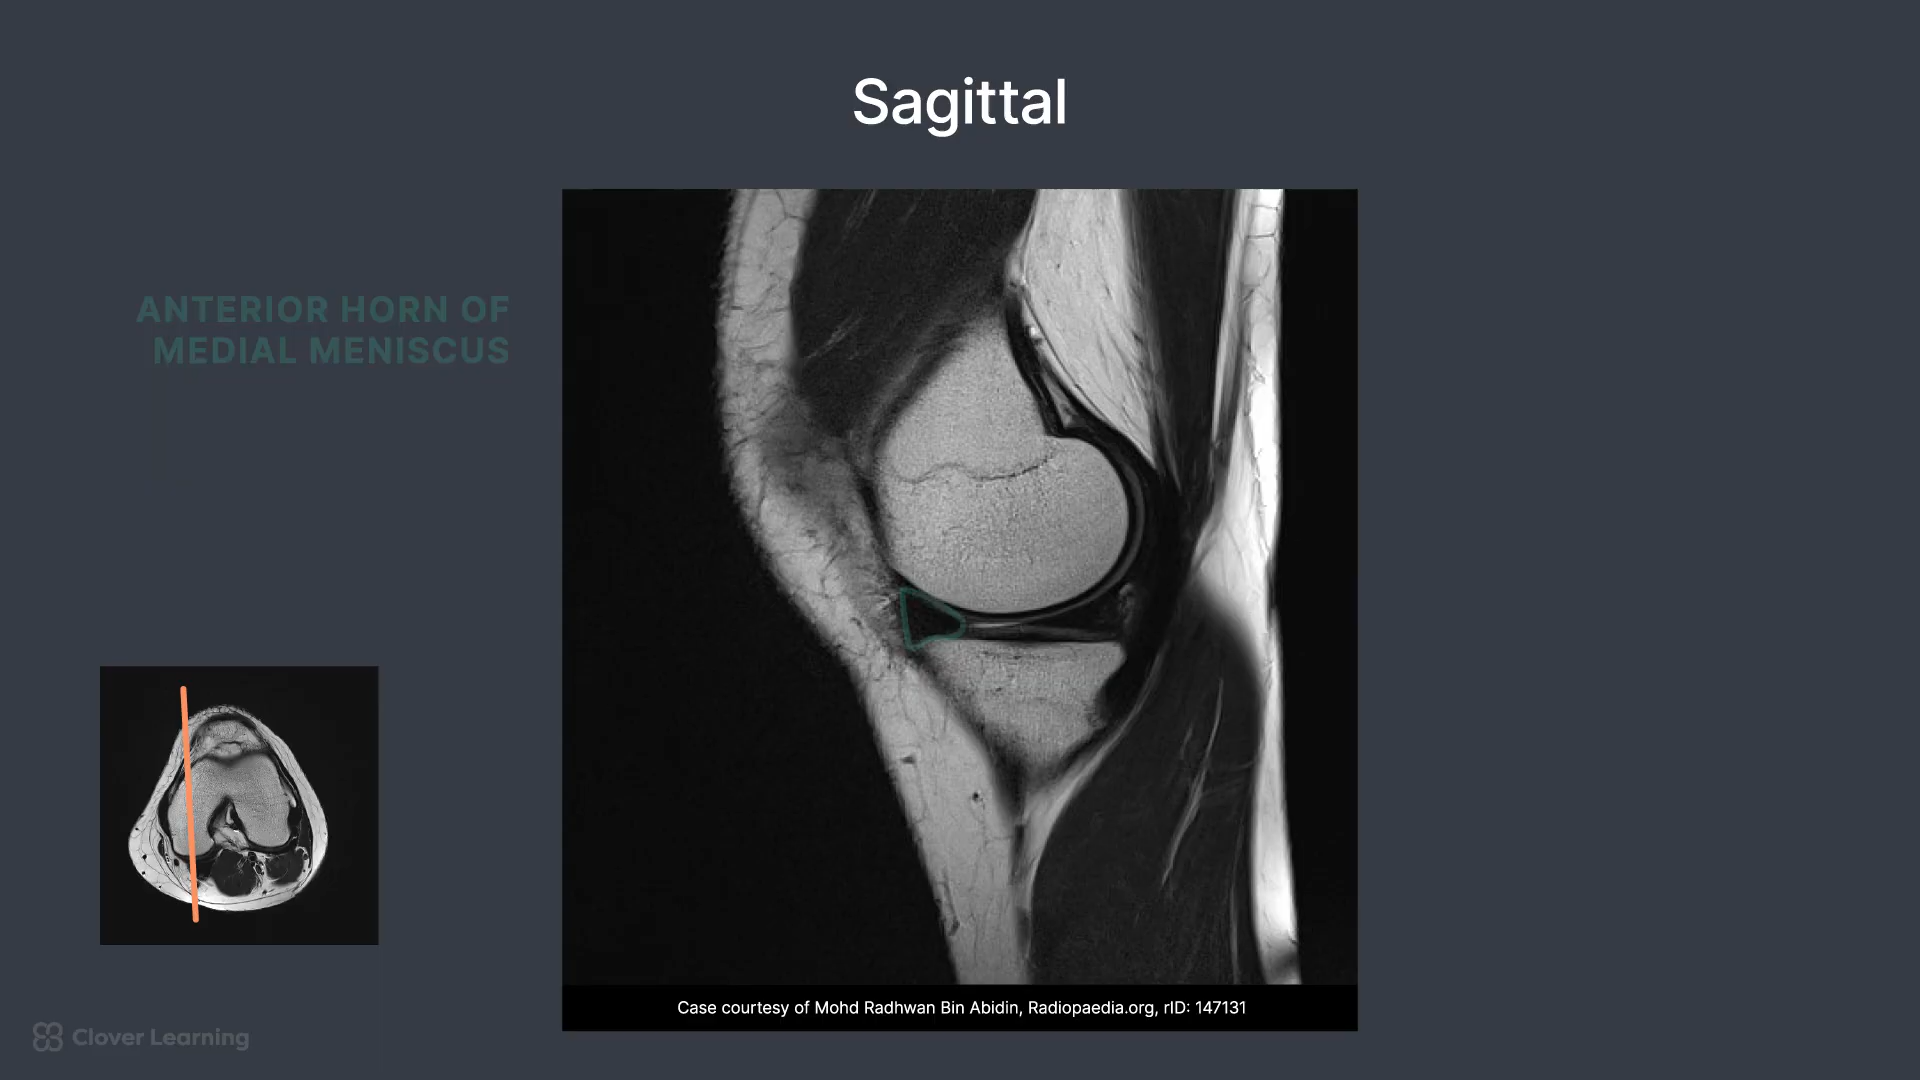 Sagittal
ANTERIOR HORN OF
MEDIAL MENISCUS
Case courtesy of Mohd Radhwan Bin Abidin, Radiopaedia.org, rID: 147131
Clover Learning